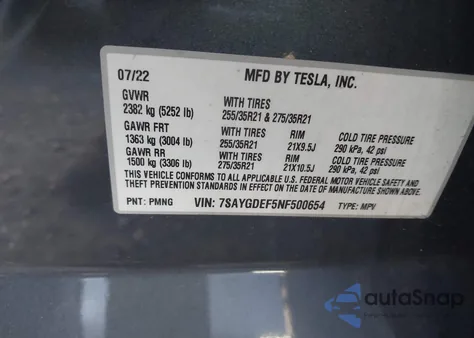 07/22 MFD BY TESLA, INC.
GVWR
2382 kg (5252 lb) WITH TIRES 255/35R21 & 275/35R21
GAWR FRT WITH TIRES RIM COLD TIRE PRESSURE
1363 kg (3004 lb) 255/35R21 21X9.5J 290 kPa, 42 psi
GAWR RR WITH TIRES RIM COLD TIRE PRESSURE
1500 kg (3306 lb) 275/35R21 21X10.5J 290 kPa, 42 psi
THIS VEHICLE CONFORMS TO ALL APPLICABLE U.S. FEDERAL MOTOR VEHICLE SAFETY AND
THEFT PREVENTION STANDARDS IN EFFECT ON THE DATE OF MANUFACTURE SHOWN ABOVE.
PNT: PMNG VIN: 7SAYGDEF5NF500654 TYPE: MPV
autoSnap